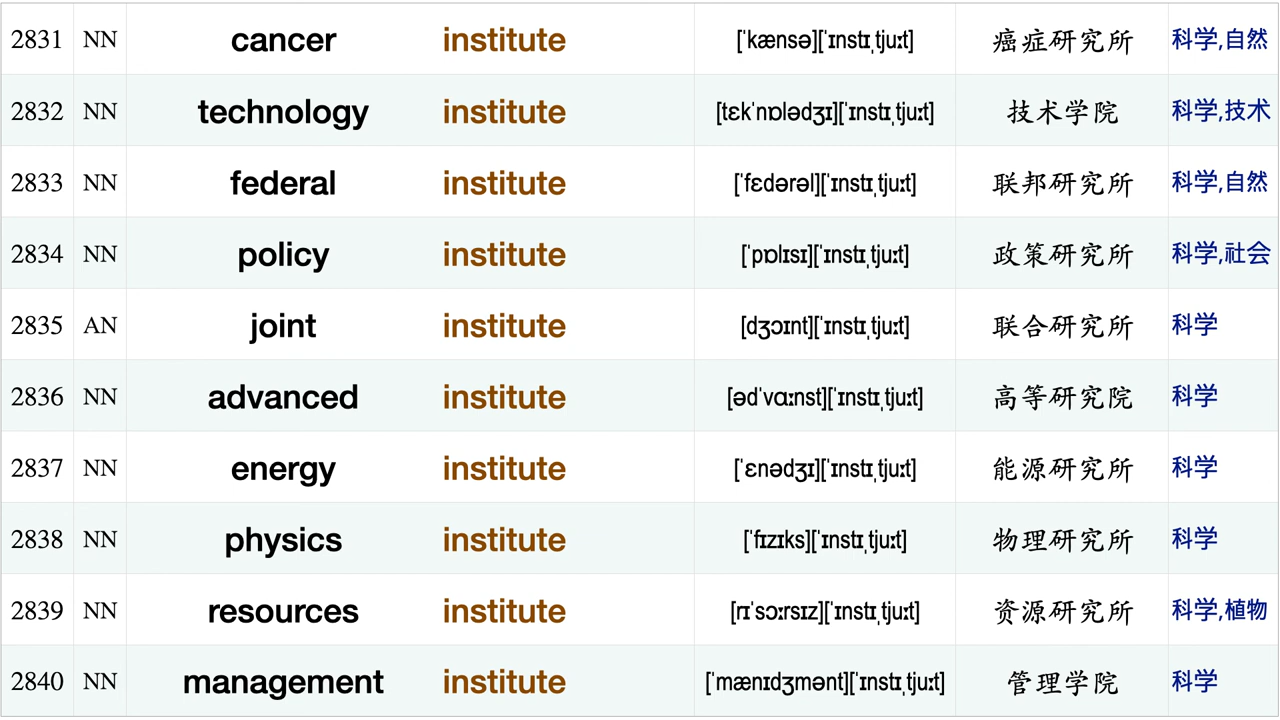 2831 NN cancer institute [ˈkænsə][ˈɪnstɪˌtjuːt] 癌症研究所 科学,自然
2832 NN technology institute [tɛkˈnɒlədʒɪ][ˈɪnstɪˌtjuːt] 技术学院 科学,技术
2833 NN federal institute [ˈfɛdərəl][ˈɪnstɪˌtjuːt] 联邦研究所 科学,自然
2834 NN policy institute [ˈpɒlɪsɪ][ˈɪnstɪˌtjuːt] 政策研究所 科学,社会
2835 AN joint institute [dʒɔɪnt][ˈɪnstɪˌtjuːt] 联合研究所 科学
2836 NN advanced institute [ədˈvɑːnst][ˈɪnstɪˌtjuːt] 高等研究院 科学
2837 NN energy institute [ˈɛnədʒɪ][ˈɪnstɪˌtjuːt] 能源研究所 科学
2838 NN physics institute [ˈfɪzɪks][ˈɪnstɪˌtjuːt] 物理研究所 科学
2839 NN resources institute [rɪˈsɔːrsɪz][ˈɪnstɪˌtjuːt] 资源研究所 科学,植物
2840 NN management institute [ˈmænɪdʒmənt][ˈɪnstɪˌtjuːt] 管理学院 科学